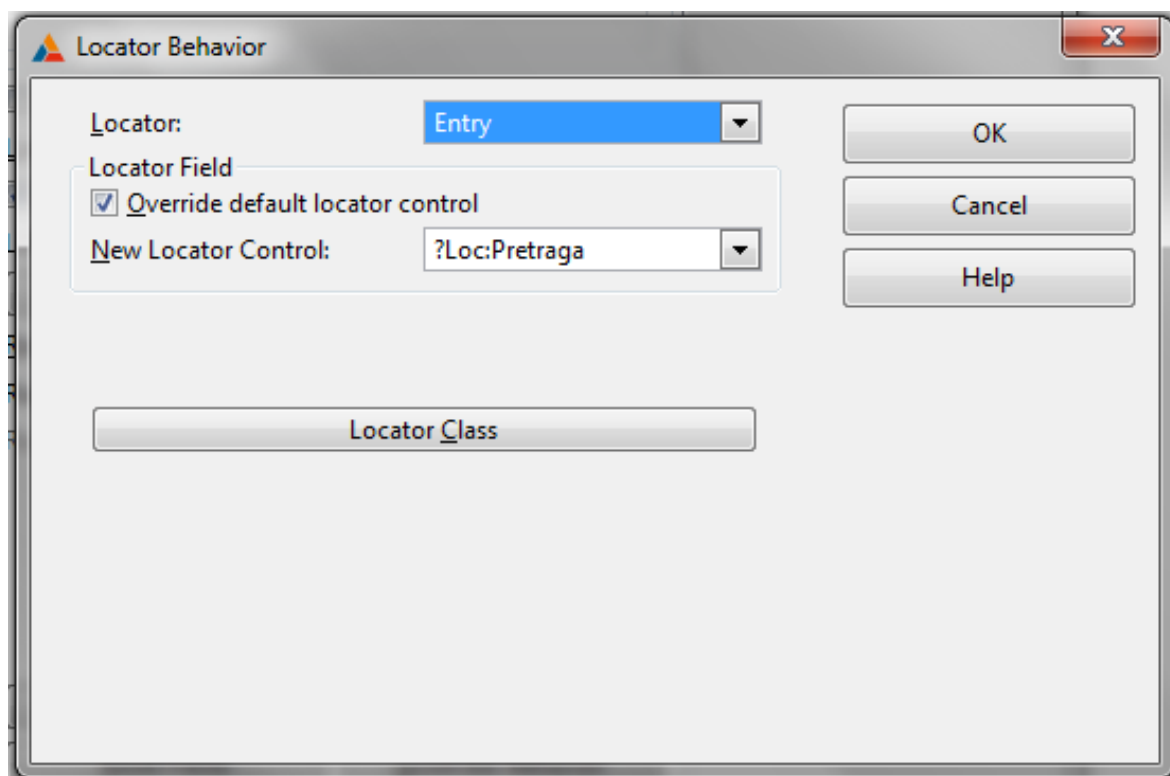 Locator Behavior
Locator: Entry
OK
Locator Field
Override default locator control
Cancel
New Locator Control: ?Loc:Pretraga
Help
Locator Class